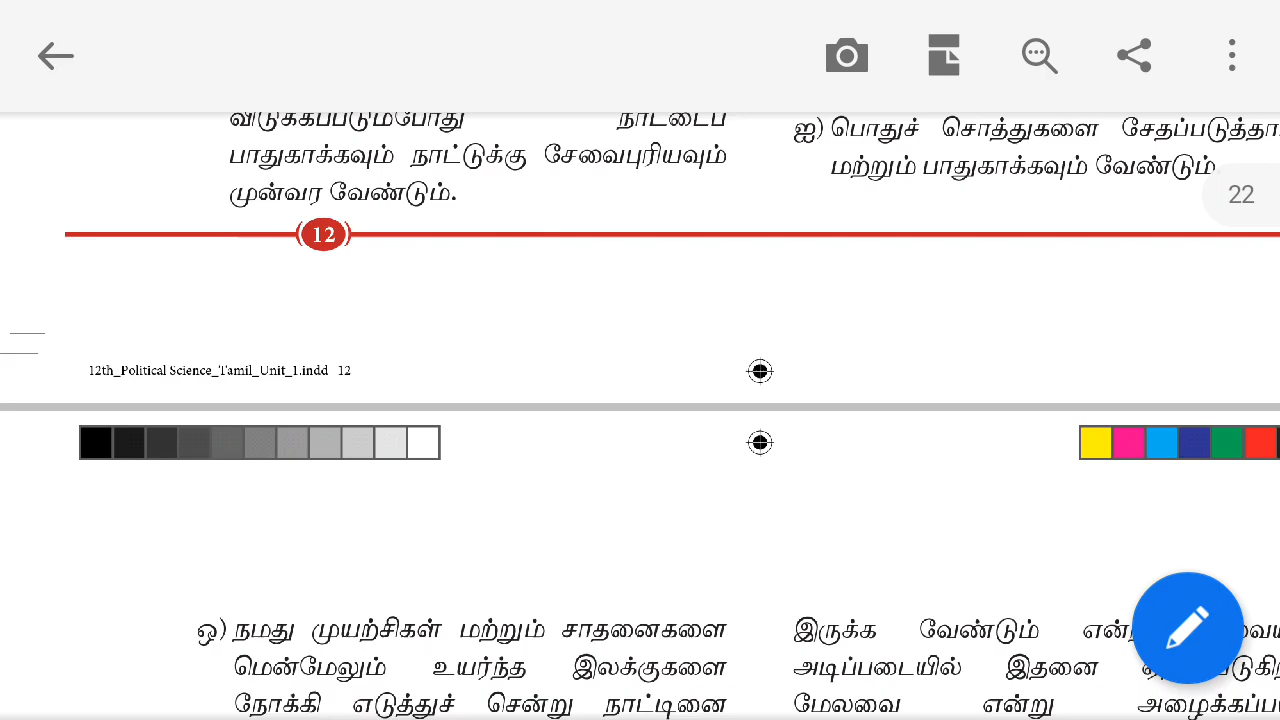 விடுக்கப்படும்போது நாட்டைப்
பாதுகாக்கவும் நாட்டுக்கு சேவைபுரியவும்
முன்வர வேண்டும்.
ஐ) பொதுச் சொத்துகளை
மற்றும் பாதுகாக்கவும் வேண்டும்.
22
12
12th_Political Science_Tamil_Unit_1.indd 12
ஒ) நமது முயற்சிகள் மற்றும் சாதனைகளை
மென்மேலும் உயர்ந்த இலக்குகளை
நோக்கி எடுத்துச் சென்று நாட்டினை
இருக்க வேண்டும்
அடிப்படையில் இதனை
மேலவை என்று